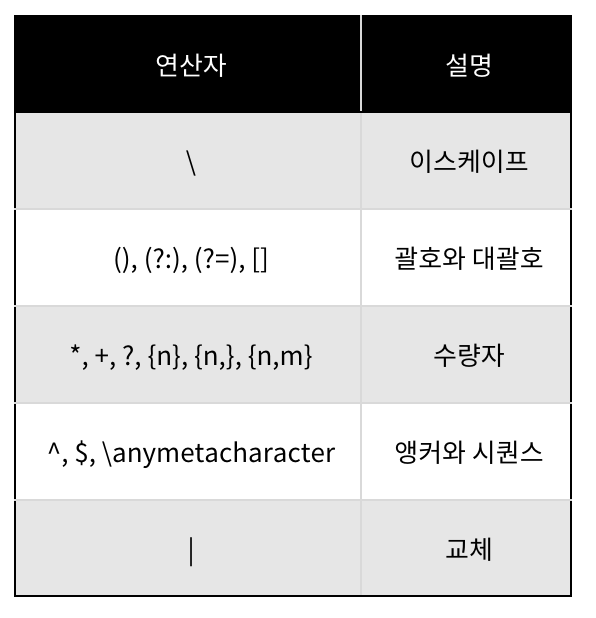 연산자 설명
\ 이스케이프
(), (?:), (?=), [] 괄호와 대괄호
*, +, ?, {n}, {n,}, {n,m} 수량자
^, $, \anymetacharacter 앵커와 시퀀스
| 교체